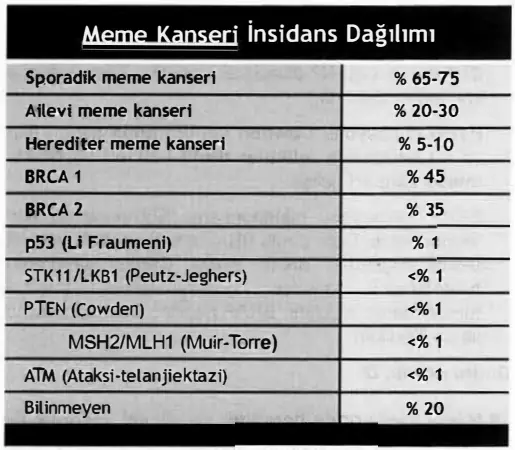 Meme Kanseri İnsidans Dağılımı
Sporadik meme kanseri % 65-75
Ailevi meme kanseri % 20-30
Herediter meme kanseri % 5-10
BRCA 1 % 45
BRCA 2 % 35
p53 (Li Fraumeni) % 1
STK11/LKB1 (Peutz-Jeghers) <% 1
PTEN (Cowden) <% 1
MSH2/MLH1 (Muir-Torre) <% 1
ATM (Ataksi-telanjiektazi) <% 1
Bilinmeyen % 20